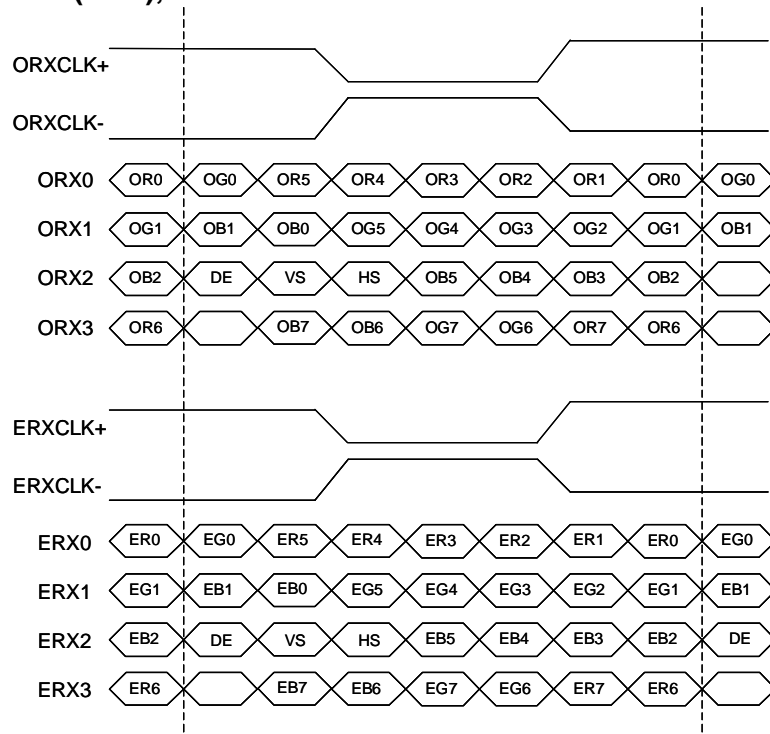 ORXCLK+
ORXCLK-
ORX0 OR0 OG0 OR5 OR4 OR3 OR2 OR1 OR0 OG0
ORX1 OG1 OB1 OB0 OG5 OG4 OG3 OG2 OG1 OB1
ORX2 OB2 DE VS HS OB5 OB4 OB3 OB2
ORX3 OR6 OB7 OB6 OG7 OG6 OR7 OR6
ERXCLK+
ERXCLK-
ERX0 ER0 EG0 ER5 ER4 ER3 ER2 ER1 ER0 EG0
ERX1 EG1 EB1 EB0 EG5 EG4 EG3 EG2 EG1 EB1
ERX2 EB2 DE VS HS EB5 EB4 EB3 EB2 DE
ERX3 ER6 EB7 EB6 EG7 EG6 ER7 ER6